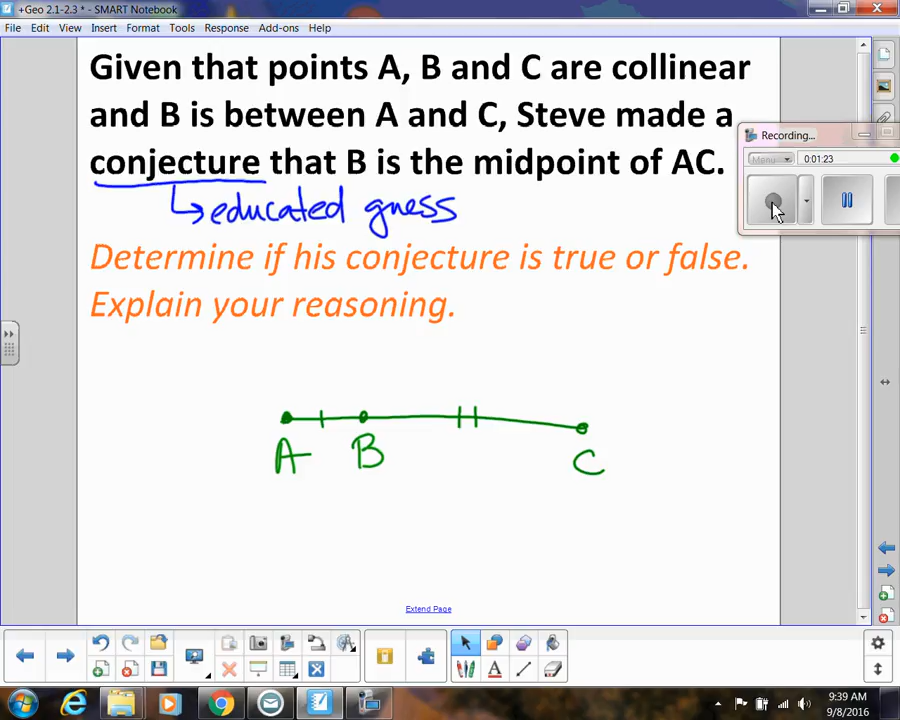 +Geo 2.1-2.3 * - SMART Notebook
File Edit View Insert Format Tools Response Add-ons Help
Given that points A, B and C are collinear
and B is between A and C, Steve made a
conjecture that B is the midpoint of AC.
educated guess
Determine if his conjecture is true or false.
Explain your reasoning.
A B C
Recording...
Menu 0:01:23
Extend Page
A
9:39 AM
9/8/2016